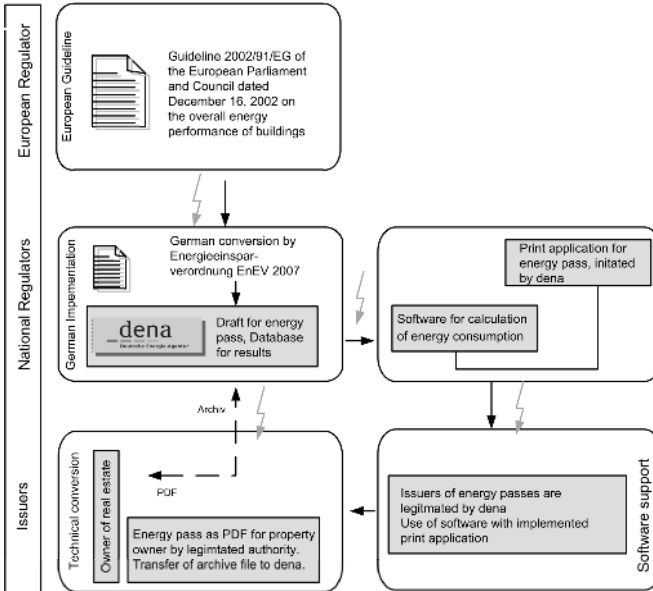 European Regulator
European Guideline
Guideline 2002/91/EG of
the European Parliament
and Council dated
December 16, 2002 on
the overall energy
performance of buildings
National Regulators
German Impementation
German conversion by
Energieeinspar-
verordnung EnEV 2007
dena
Deutsche Energie-Agentur
Draft for energy
pass, Database
for results
Print application for
energy pass, initated
by dena
Software for calculation
of energy consumption
Archiv
Issuers
Technical conversion
Owner of real estate
PDF
Energy pass as PDF for property
owner by legimtated authority.
Transfer of archive file to dena.
Issuers of energy passes are
legitmated by dena
Use of software with implemented
print application
Software support